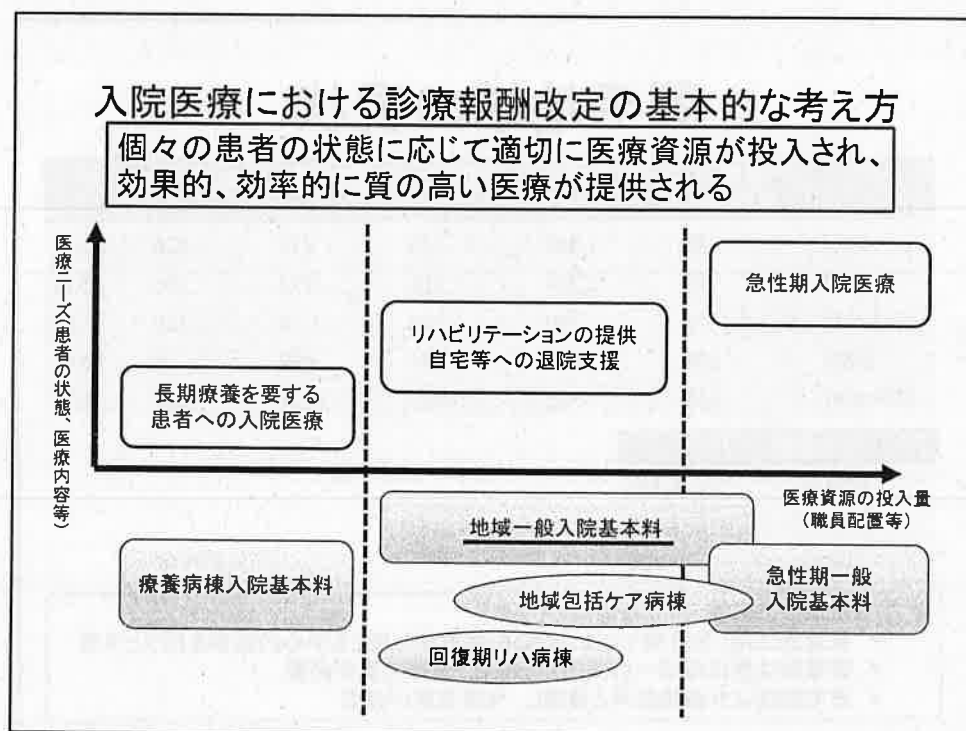 入院医療における診療報酬改定の基本的な考え方
個々の患者の状態に応じて適切に医療資源が投入され、
効果的、効率的に質の高い医療が提供される
医療ニーズ(患者の状態、医療内容等)
急性期入院医療
リハビリテーションの提供
自宅等への退院支援
長期療養を要する
患者への入院医療
医療資源の投入量
(職員配置等)
地域一般入院基本料
療養病棟入院基本料
急性期一般
入院基本料
地域包括ケア病棟
回復期リハ病棟